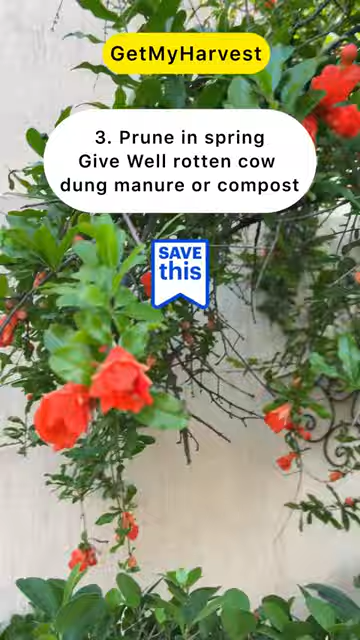 GetMyHarvest
3. Prune in spring
Give Well rotten cow
dung manure or compost
SAVE
this